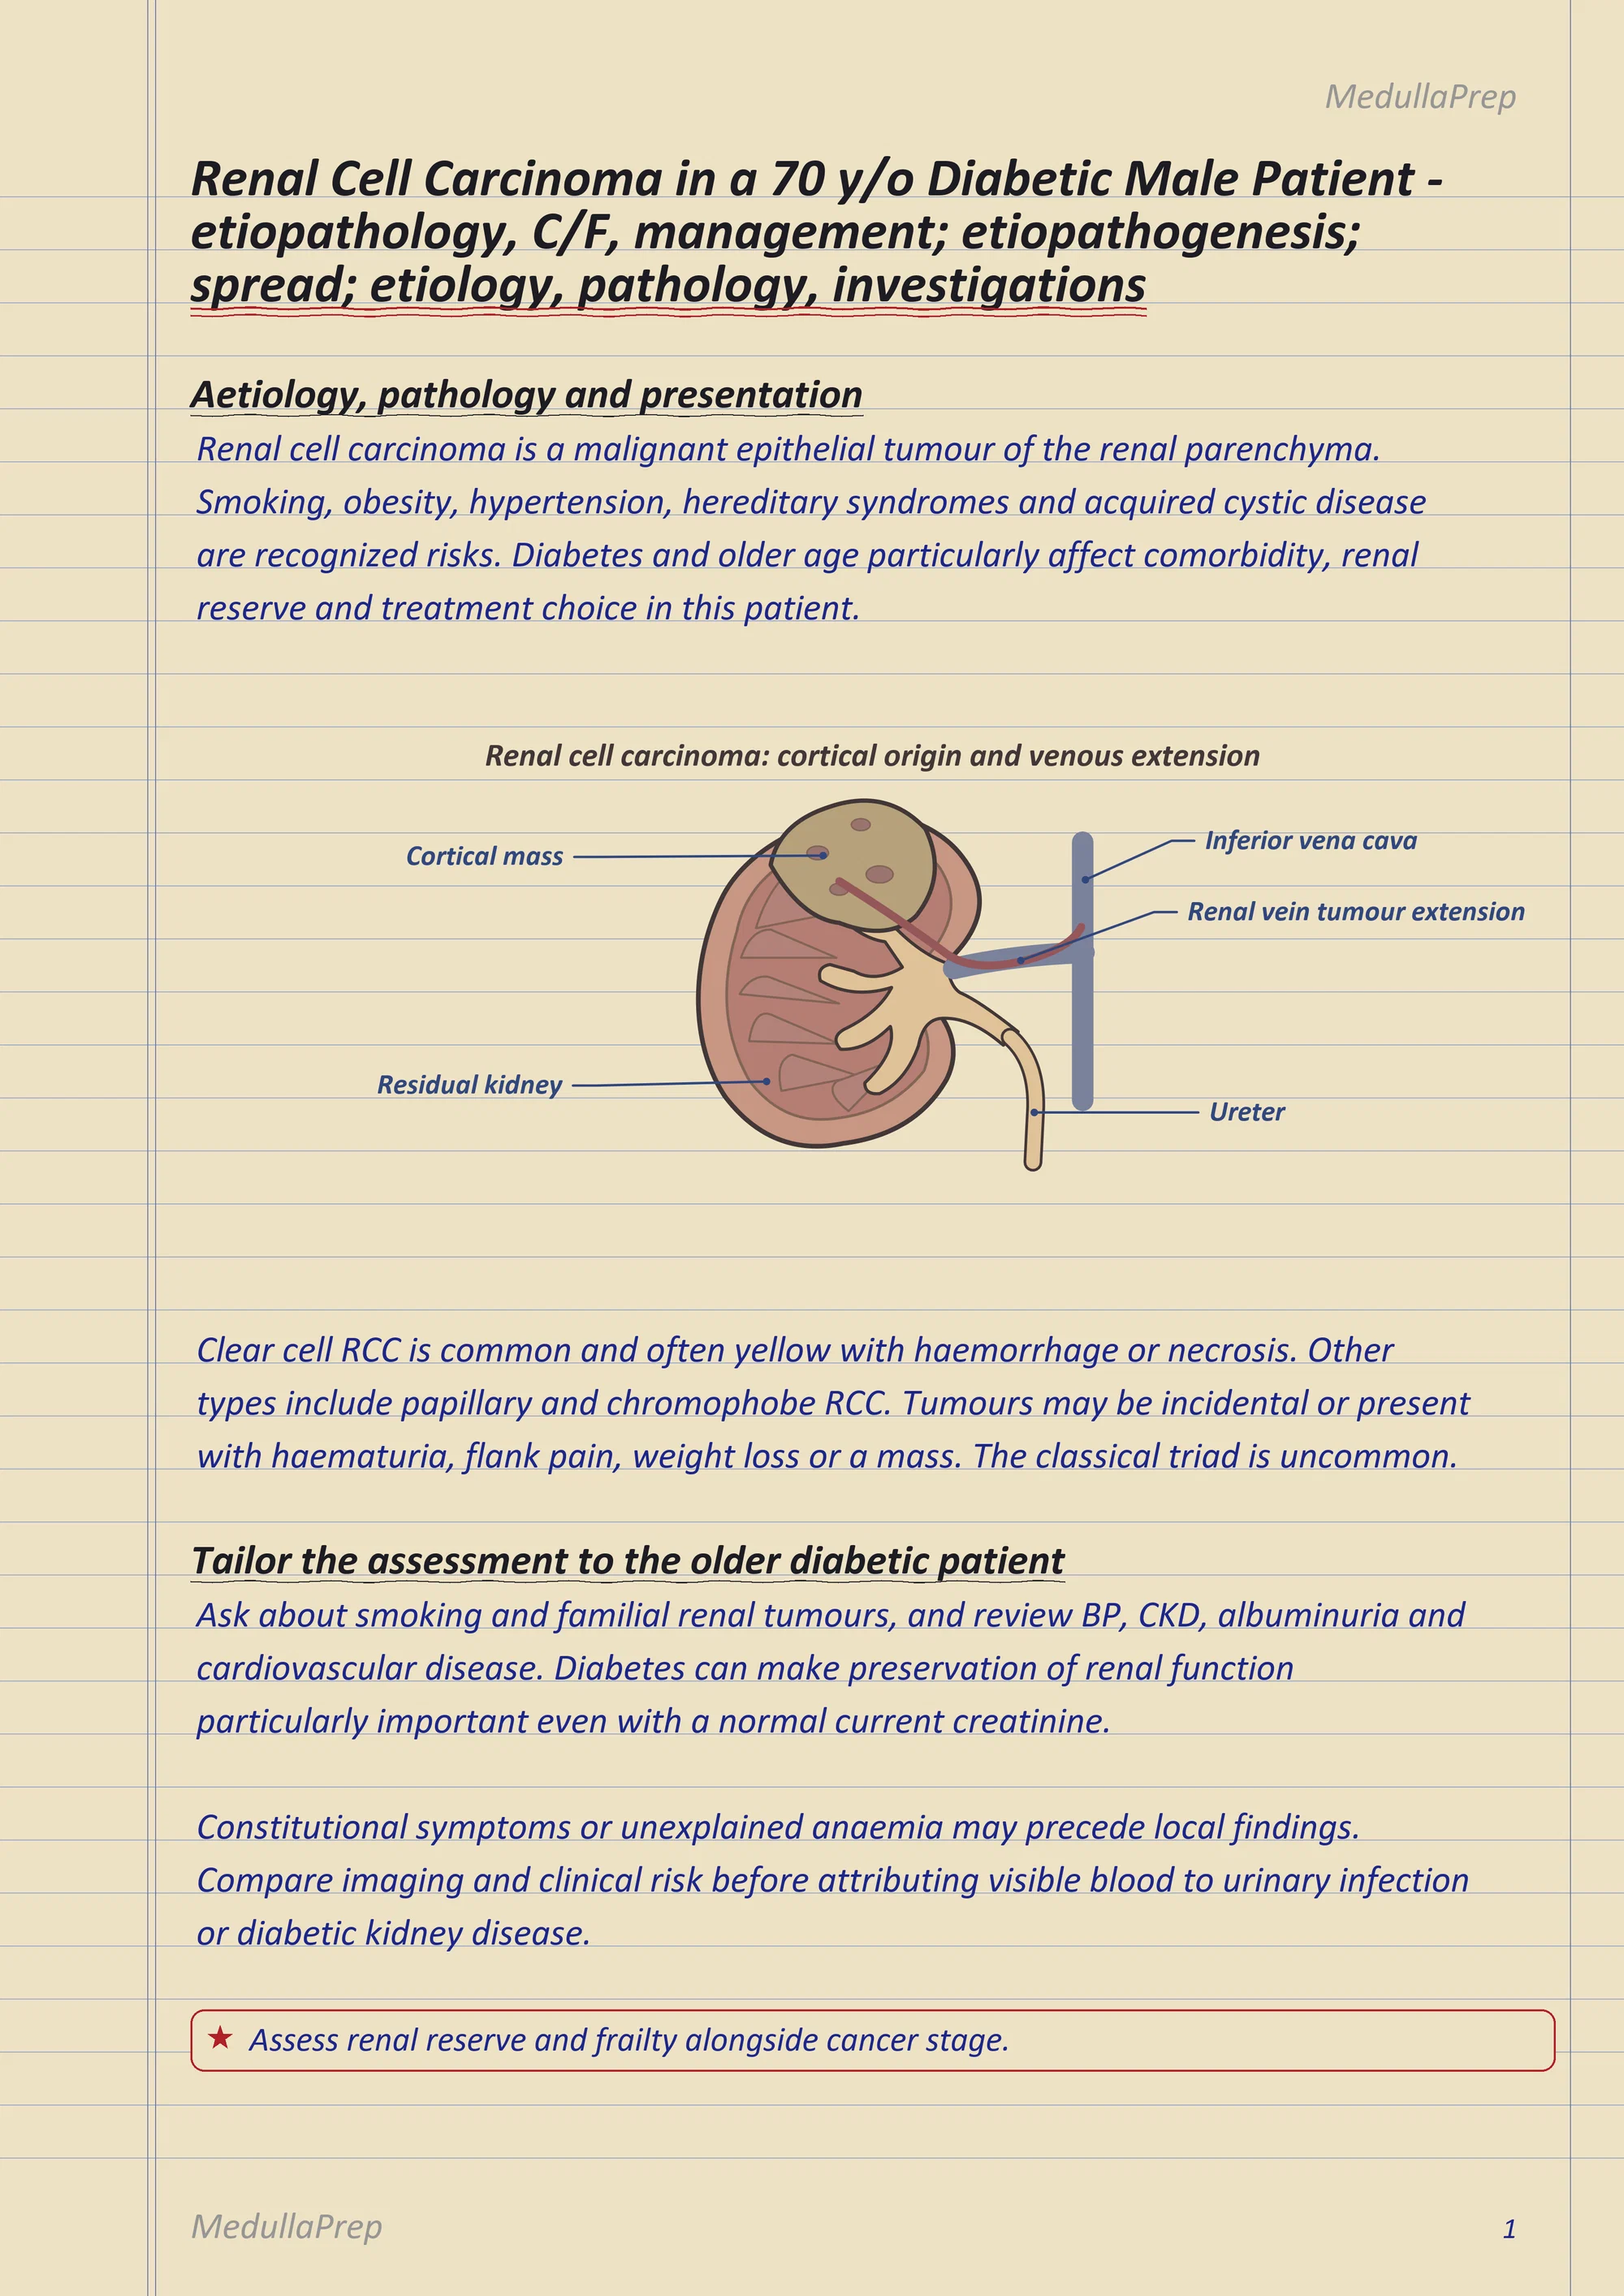 MedullaPrep
Renal Cell Carcinoma in a 70 y/o Diabetic Male Patient -
etiopathology, C/F, management; etiopathogenesis;
spread; etiology, pathology, investigations
Aetiology, pathology and presentation
Renal cell carcinoma is a malignant epithelial tumour of the renal parenchyma.
Smoking, obesity, hypertension, hereditary syndromes and acquired cystic disease
are recognized risks. Diabetes and older age particularly affect comorbidity, renal
reserve and treatment choice in this patient.
Renal cell carcinoma: cortical origin and venous extension
Cortical mass
Inferior vena cava
Renal vein tumour extension
Residual kidney
Ureter
Clear cell RCC is common and often yellow with haemorrhage or necrosis. Other
types include papillary and chromophobe RCC. Tumours may be incidental or present
with haematuria, flank pain, weight loss or a mass. The classical triad is uncommon.
Tailor the assessment to the older diabetic patient
Ask about smoking and familial renal tumours, and review BP, CKD, albuminuria and
cardiovascular disease. Diabetes can make preservation of renal function
particularly important even with a normal current creatinine.
Constitutional symptoms or unexplained anaemia may precede local findings.
Compare imaging and clinical risk before attributing visible blood to urinary infection
or diabetic kidney disease.
★ Assess renal reserve and frailty alongside cancer stage.
MedullaPrep
1